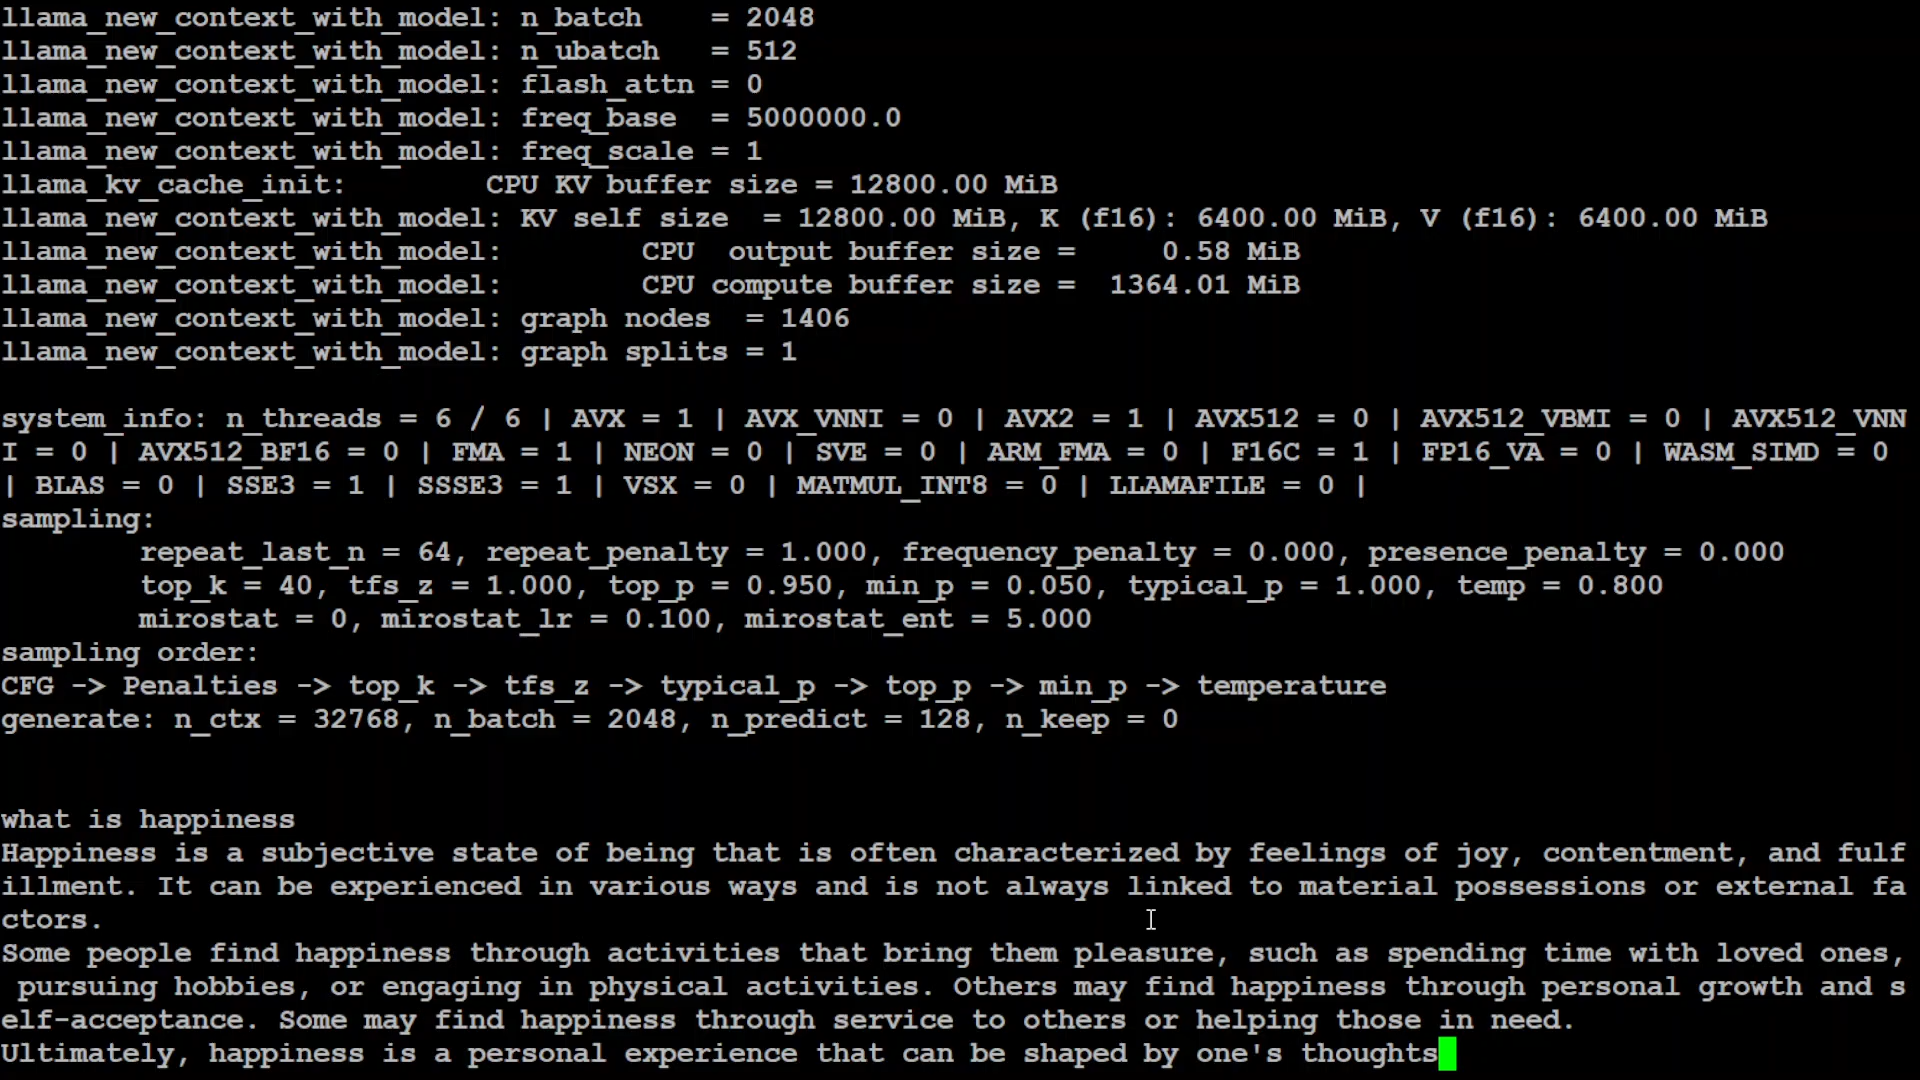 llama_new_context_with_model: n_batch    = 2048
llama_new_context_with_model: n_ubatch   = 512
llama_new_context_with_model: flash_attn = 0
llama_new_context_with_model: freq_base  = 5000000.0
llama_new_context_with_model: freq_scale = 1
llama_kv_cache_init:        CPU KV buffer size = 12800.00 MiB
llama_new_context_with_model: KV self size  = 12800.00 MiB, K (f16): 6400.00 MiB, V (f16): 6400.00 MiB
llama_new_context_with_model:        CPU  output buffer size =     0.58 MiB
llama_new_context_with_model:        CPU compute buffer size =  1364.01 MiB
llama_new_context_with_model: graph nodes  = 1406
llama_new_context_with_model: graph splits = 1
system_info: n_threads = 6 / 6 | AVX = 1 | AVX_VNNI = 0 | AVX2 = 1 | AVX512 = 0 | AVX512_VBMI = 0 | AVX512_VNN
I = 0 | AVX512_BF16 = 0 | FMA = 1 | NEON = 0 | SVE = 0 | ARM_FMA = 0 | F16C = 1 | FP16_VA = 0 | WASM_SIMD = 0
| BLAS = 0 | SSE3 = 1 | SSSE3 = 1 | VSX = 0 | MATMUL_INT8 = 0 | LLAMAFILE = 0 |
sampling:
        repeat_last_n = 64, repeat_penalty = 1.000, frequency_penalty = 0.000, presence_penalty = 0.000
        top_k = 40, tfs_z = 1.000, top_p = 0.950, min_p = 0.050, typical_p = 1.000, temp = 0.800
        mirostat = 0, mirostat_lr = 0.100, mirostat_ent = 5.000
sampling order:
CFG -> Penalties -> top_k -> tfs_z -> typical_p -> top_p -> min_p -> temperature
generate: n_ctx = 32768, n_batch = 2048, n_predict = 128, n_keep = 0
what is happiness
Happiness is a subjective state of being that is often characterized by feelings of joy, contentment, and fulf
illment. It can be experienced in various ways and is not always linked to material possessions or external fa
ctors.
Some people find happiness through activities that bring them pleasure, such as spending time with loved ones,
 pursuing hobbies, or engaging in physical activities. Others may find happiness through personal growth and s
elf-acceptance. Some may find happiness through service to others or helping those in need.
Ultimately, happiness is a personal experience that can be shaped by one's thoughts